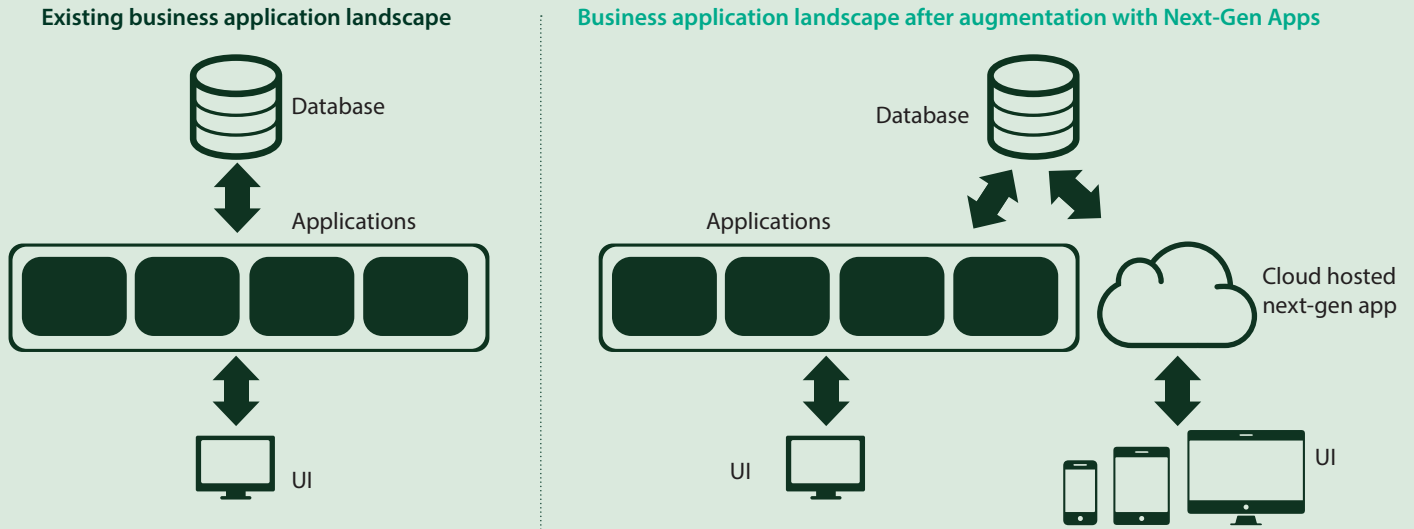 Existing business application landscape
Database
Applications
UI
Business application landscape after augmentation with Next-Gen Apps
Database
Applications
Cloud hosted
next-gen app
UI
UI